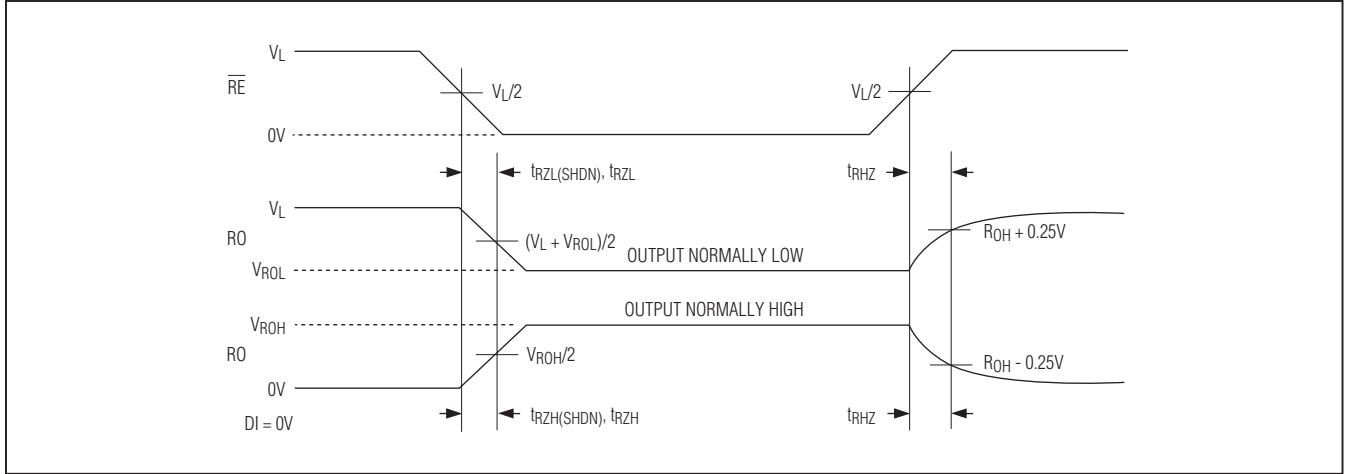 VL
RE
VL/2
VL/2
0V
tRZL(SHDN), tRZL
tRHZ
VL
RO
(VL + VROL)/2
ROH + 0.25V
VROL
OUTPUT NORMALLY LOW
OUTPUT NORMALLY HIGH
VROH
RO
VROH/2
ROH - 0.25V
0V
DI = 0V
tRZH(SHDN), tRZH
tRHZ